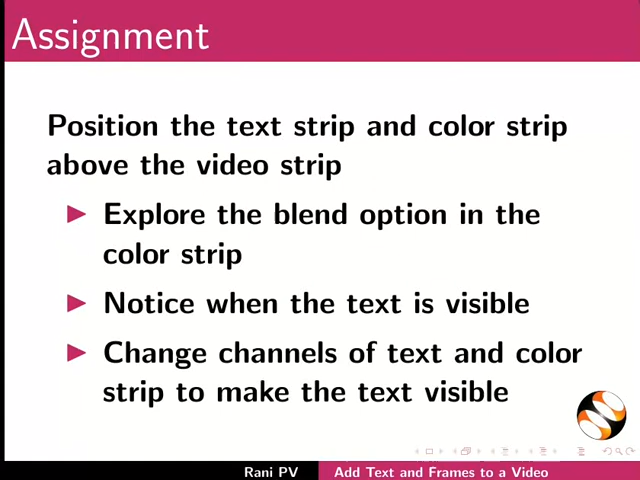 Assignment
Position the text strip and color strip
above the video strip
Explore the blend option in the
color strip
Notice when the text is visible
Change channels of text and color
strip to make the text visible
Rani PV
Add Text and Frames to a Video